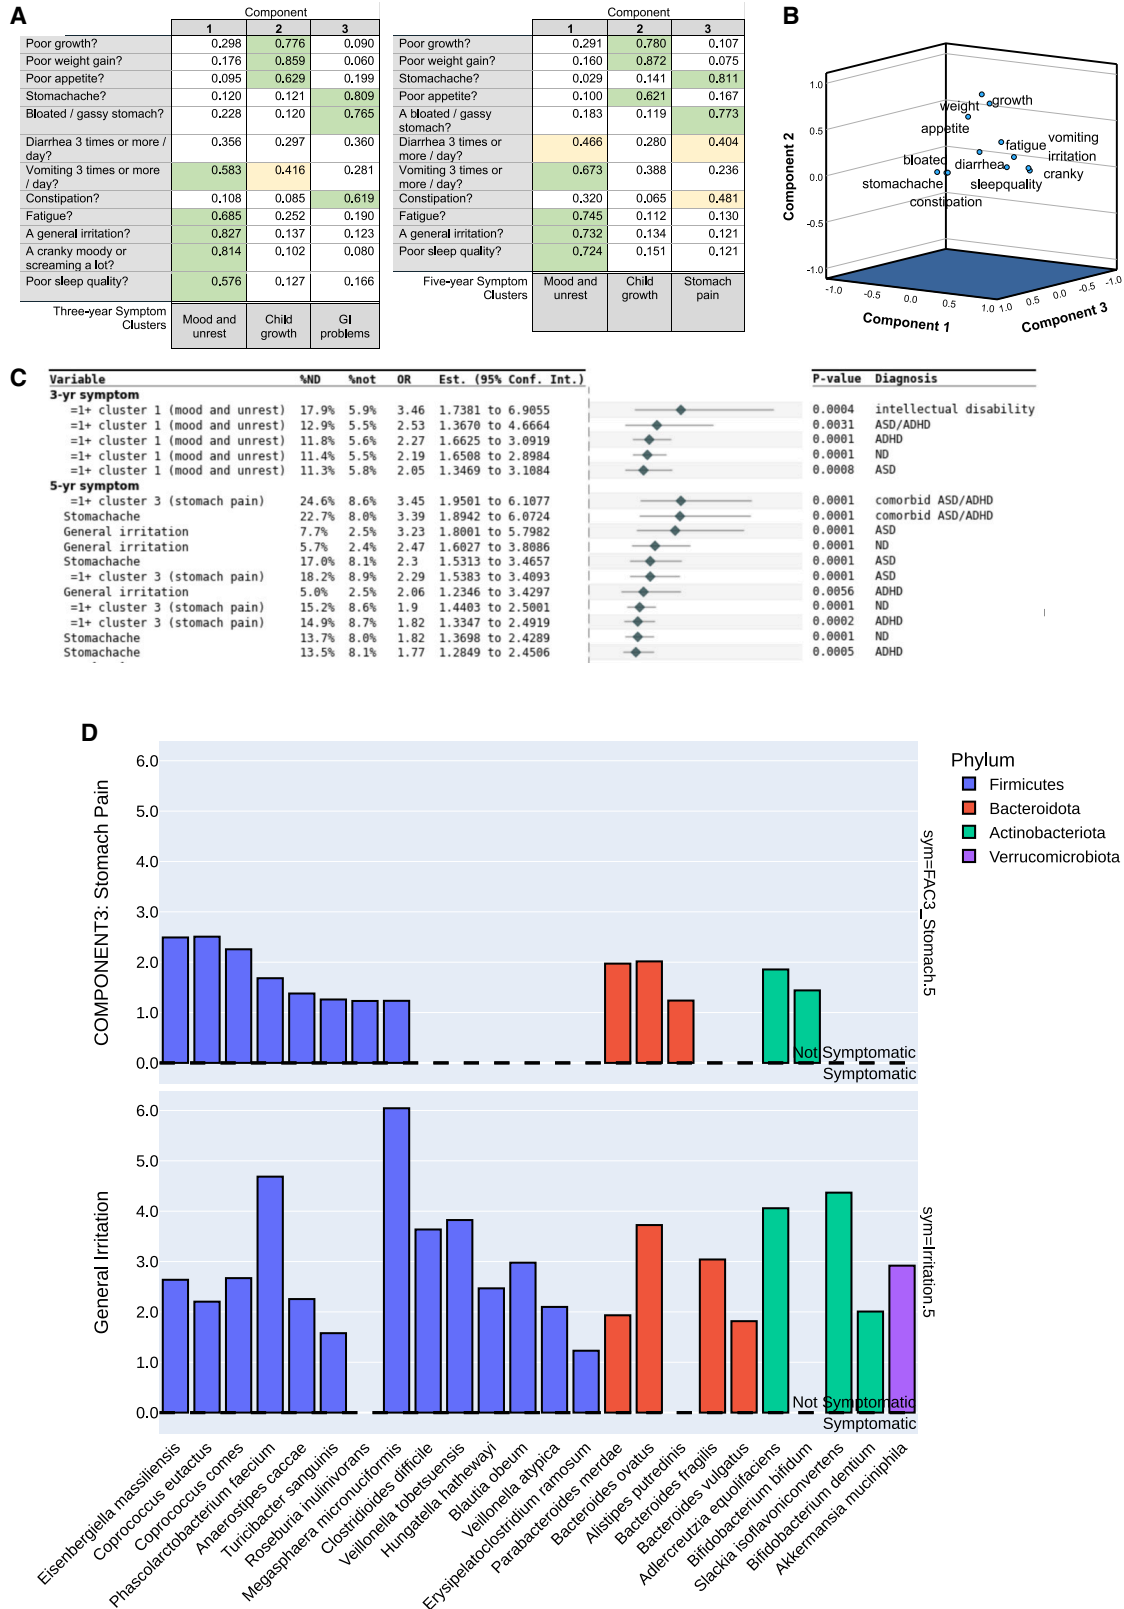 A
Component
1 2 3
Poor growth? 0.298 0.776 0.090
Poor weight gain? 0.176 0.859 0.060
Poor appetite? 0.095 0.629 0.199
Stomachache? 0.120 0.121 0.809
Bloated / gassy stomach? 0.228 0.120 0.765
Diarrhea 3 times or more / 0.356 0.297 0.360
day?
Vomiting 3 times or more 0.583 0.416 0.281
/ day?
Constipation? 0.108 0.085 0.619
Fatigue? 0.685 0.252 0.190
A general irritation? 0.827 0.137 0.123
A cranky moody or 0.814 0.102 0.080
screaming a lot?
Poor sleep quality? 0.576 0.127 0.166
Three-year Symptom
Clusters
Mood and
unrest
Child
growth
GI
problems
Component
1 2 3
Poor growth? 0.291 0.780 0.107
Poor weight gain? 0.160 0.872 0.075
Stomachache? 0.029 0.141 0.811
Poor appetite? 0.100 0.621 0.167
A bloated / gassy 0.183 0.119 0.773
stomach?
Diarrhea 3 times or 0.466 0.280 0.404
more / day?
Vomiting 3 times or 0.673 0.388 0.236
more / day?
Constipation? 0.320 0.065 0.481
Fatigue? 0.745 0.112 0.130
A general irritation? 0.732 0.134 0.121
Poor sleep quality? 0.724 0.151 0.121
Five-year Symptom
Clusters
Mood and
unrest
Child
growth
Stomach
pain
B
Component 2
1.0
0.5
0.0
-0.5
-1.0
weight growth
appetite
fatigue vomiting
bloated diarrhea irritation
stomachache sleepquality cranky
constipation
-1.0 -0.5 0.0 0.5 1.0
Component 1
1.0 0.5 0.0 -0.5 -1.0
Component 3
C
Variable %ND %not OR Est. (95% Conf. Int.) P-value Diagnosis
3-yr symptom
=1+ cluster 1 (mood and unrest) 17.9% 5.9% 3.46 1.7381 to 6.9055 0.0004 intellectual disability
=1+ cluster 1 (mood and unrest) 12.9% 5.5% 2.53 1.3670 to 4.6664 0.0031 ASD/ADHD
=1+ cluster 1 (mood and unrest) 11.8% 5.6% 2.27 1.6625 to 3.0919 0.0001 ADHD
=1+ cluster 1 (mood and unrest) 11.4% 5.5% 2.19 1.6508 to 2.8984 0.0001 ND
=1+ cluster 1 (mood and unrest) 11.3% 5.8% 2.05 1.3469 to 3.1084 0.0008 ASD
5-yr symptom
=1+ cluster 3 (stomach pain) 24.6% 8.6% 3.45 1.9501 to 6.1077 0.0001 comorbid ASD/ADHD
Stomachache 22.7% 8.0% 3.39 1.8942 to 6.0724 0.0001 comorbid ASD/ADHD
General irritation 7.7% 2.5% 3.23 1.8001 to 5.7982 0.0001 ASD
General irritation 5.7% 2.4% 2.47 1.6027 to 3.8086 0.0001 ND
Stomachache 17.0% 8.1% 2.3 1.5313 to 3.4657 0.0001 ASD
=1+ cluster 3 (stomach pain) 18.2% 8.9% 2.29 1.5383 to 3.4093 0.0001 ASD
General irritation 5.0% 2.5% 2.06 1.2346 to 3.4297 0.0056 ADHD
=1+ cluster 3 (stomach pain) 15.2% 8.6% 1.9 1.4403 to 2.5001 0.0001 ND
=1+ cluster 3 (stomach pain) 14.9% 8.7% 1.82 1.3347 to 2.4919 0.0002 ADHD
Stomachache 13.7% 8.0% 1.82 1.3698 to 2.4289 0.0001 ND
Stomachache 13.5% 8.1% 1.77 1.2849 to 2.4506 0.0005 ADHD
D
COMPONENT3: Stomach Pain
6.0
5.0
4.0
3.0
2.0
1.0
0.0
Not Symptomatic
Symptomatic
sym=FAC3_Stomach.5
Phylum
Firmicutes
Bacteroidota
Actinobacteriota
Verrucomicrobiota
General Irritation
6.0
5.0
4.0
3.0
2.0
1.0
0.0
Not Symptomatic
Symptomatic
sym=Irritation.5
Eisenbergiella massiliensis
Coprococcus eutactus
Coprococcus comes
Phascolarctobacterium faecium
Anaerostipes caccae
Turicibacter sanguinis
Roseburia inulinivorans
Megasphaera micronuciformis
Clostridioides difficile
Veillonella tobetsuensis
Hungatella hathewayi
Blautia obeum
Veillonella atypica
Erysipelatoclostridium ramosum
Parabacteroides merdae
Bacteroides ovatus
Alistipes putredinis
Bacteroides fragilis
Bacteroides vulgatus
Adlercreutzia equolifaciens
Bifidobacterium bifidum
Slackia isoflavoniconvertens
Bifidobacterium dentium
Akkermansia muciniphila